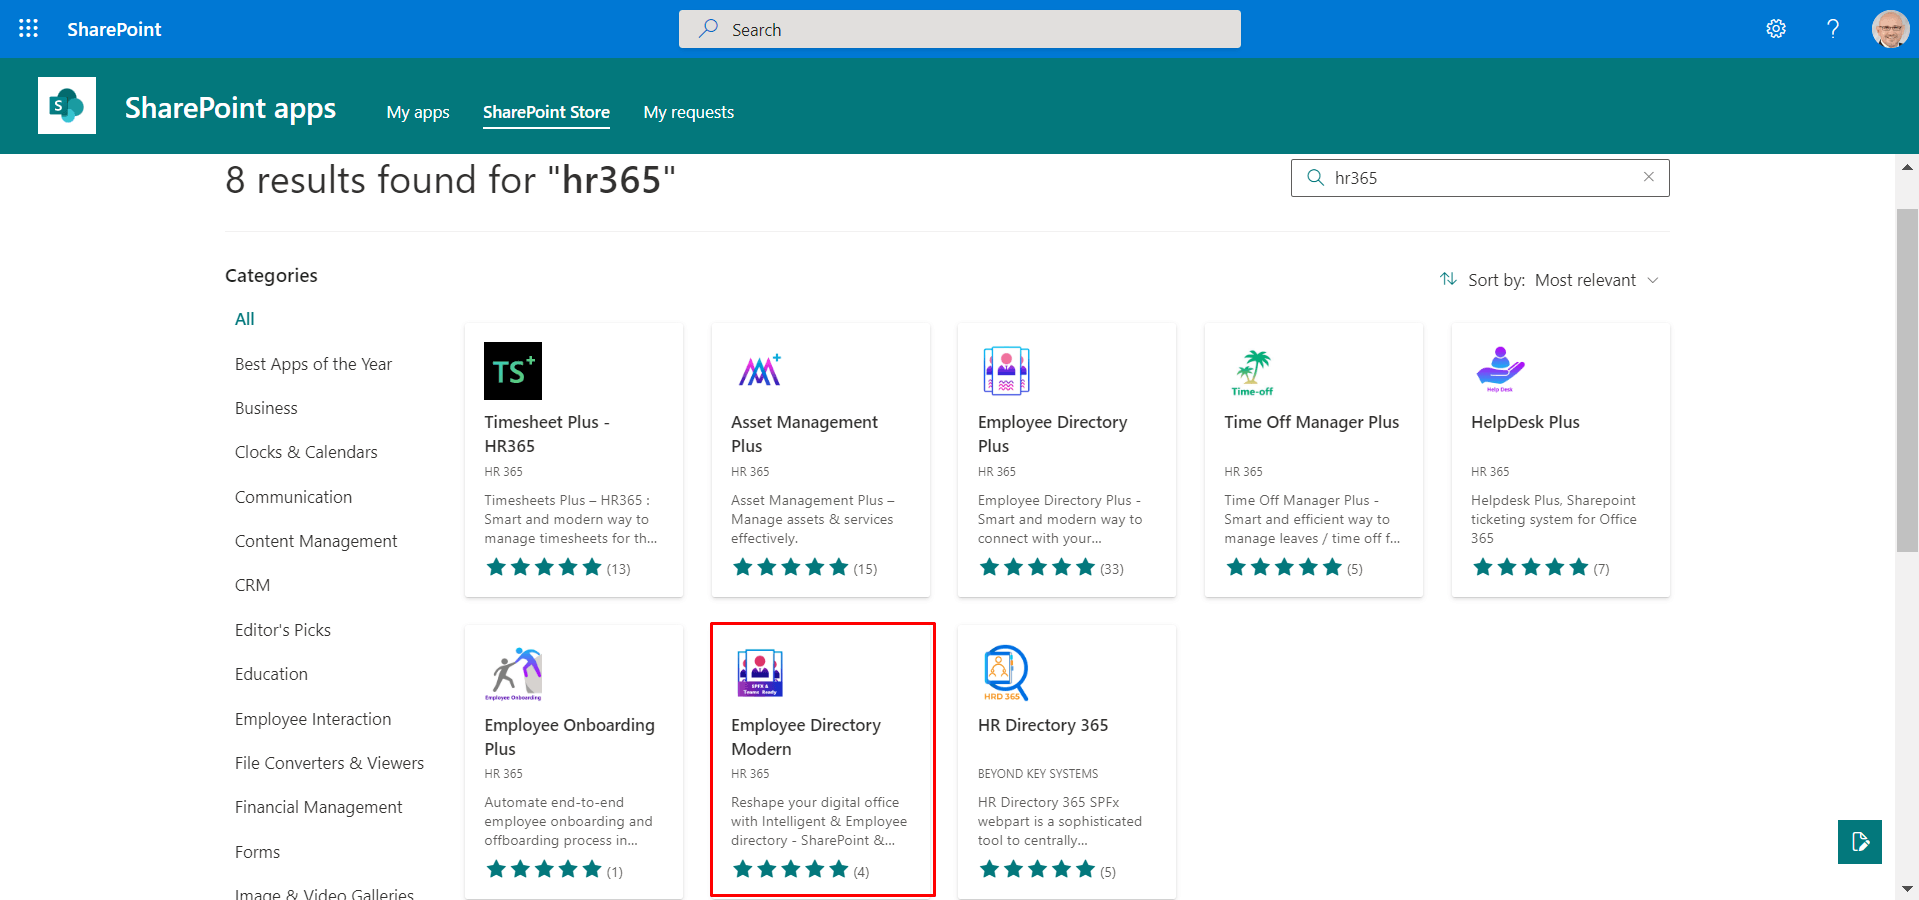 SharePoint
Search
SharePoint apps
My apps
SharePoint Store
My requests
8 results found for "hr365"
hr365
Categories
Sort by: Most relevant
All
Best Apps of the Year
Business
Clocks & Calendars
Communication
Content Management
CRM
Editor's Picks
Education
Employee Interaction
File Converters & Viewers
Financial Management
Forms
Image & Video Galleries
TS+
Timesheet Plus -
HR365
HR 365
Timesheets Plus – HR365 :
Smart and modern way to
manage timesheets for th...
(13)
Asset Management
Plus
HR 365
Asset Management Plus –
Manage assets & services
effectively.
(15)
Employee Directory
Plus
HR 365
Employee Directory Plus -
Smart and modern way to
connect with your...
(33)
Time-off
Time Off Manager Plus
HR 365
Time Off Manager Plus -
Smart and efficient way to
manage leaves / time off f...
(5)
Help Desk
HelpDesk Plus
HR 365
Helpdesk Plus, Sharepoint
ticketing system for Office
365
(7)
Employee Onboarding
Employee Onboarding
Plus
HR 365
Automate end-to-end
employee onboarding and
offboarding process in...
(1)
SPFX &
Teams Ready
Employee Directory
Modern
HR 365
Reshape your digital office
with Intelligent & Employee
directory - SharePoint &...
(4)
HRD 365
HR Directory 365
BEYOND KEY SYSTEMS
HR Directory 365 SPFx
webpart is a sophisticated
tool to centrally...
(5)